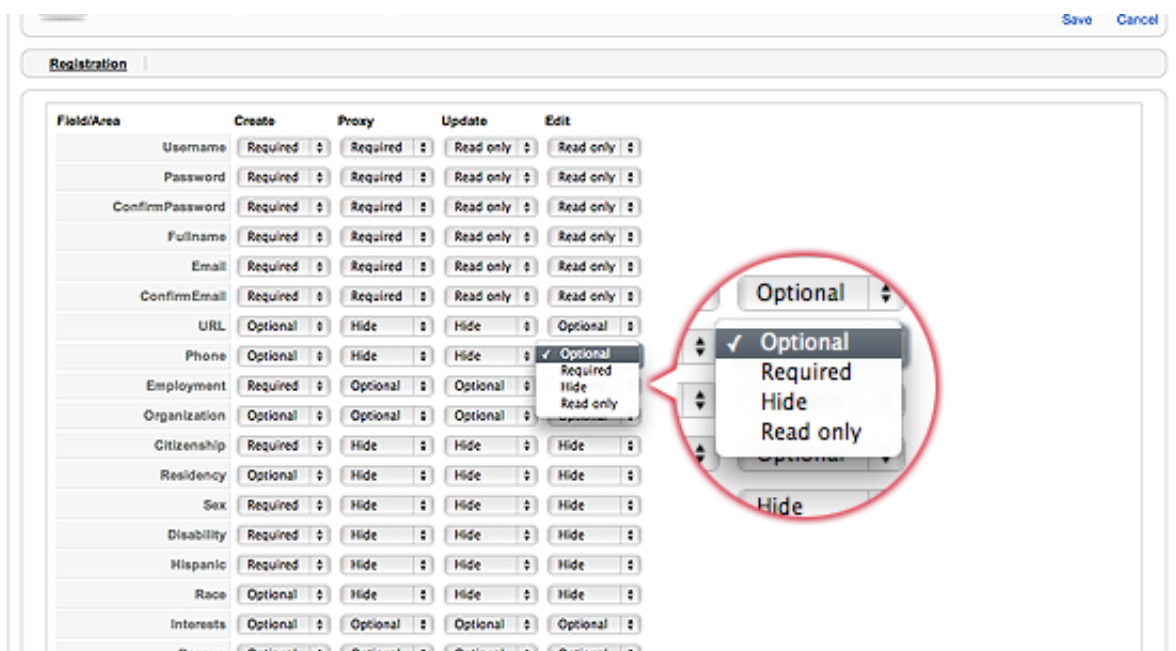 Save Cancel
Registration
Field/Area Create Proxy Update Edit
Username Required Required Read only Read only
Password Required Required Read only Read only
ConfirmPassword Required Required Read only Read only
Fullname Required Required Read only Read only
Email Required Required Read only Read only
ConfirmEmail Required Required Read only Read only
URL Optional Hide Hide Optional
Phone Optional Hide Hide ✓ Optional
Required
Hide
Read only
Employment Required Optional Optional
Organization Optional Optional Optional Optional
Citizenship Required Hide Hide Hide
Residency Optional Hide Hide Hide
Sex Required Hide Hide Hide
Disability Required Hide Hide Hide
Hispanic Required Hide Hide Hide
Race Optional Hide Hide Hide
Interests Optional Optional Optional Optional
Optional
✓ Optional
Required
Hide
Read only
Optional
Hide